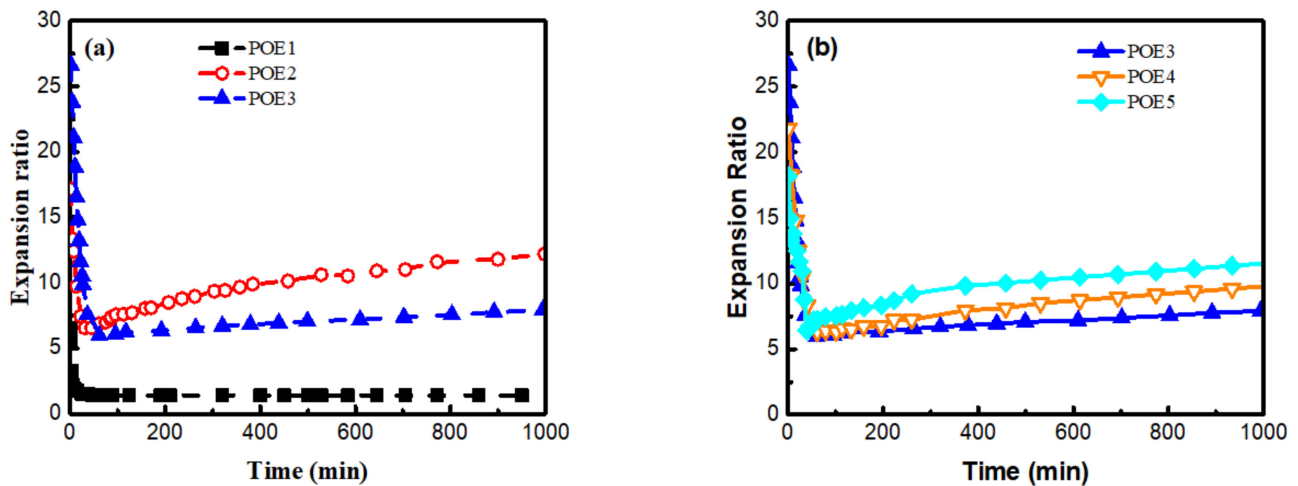 (a)
POE1
POE2
POE3
30
25
20
15
10
5
0
Expansion ratio
0 200 400 600 800 1000
Time (min)
(b)
POE3
POE4
POE5
30
25
20
15
10
5
0
Expansion Ratio
0 200 400 600 800 1000
Time (min)